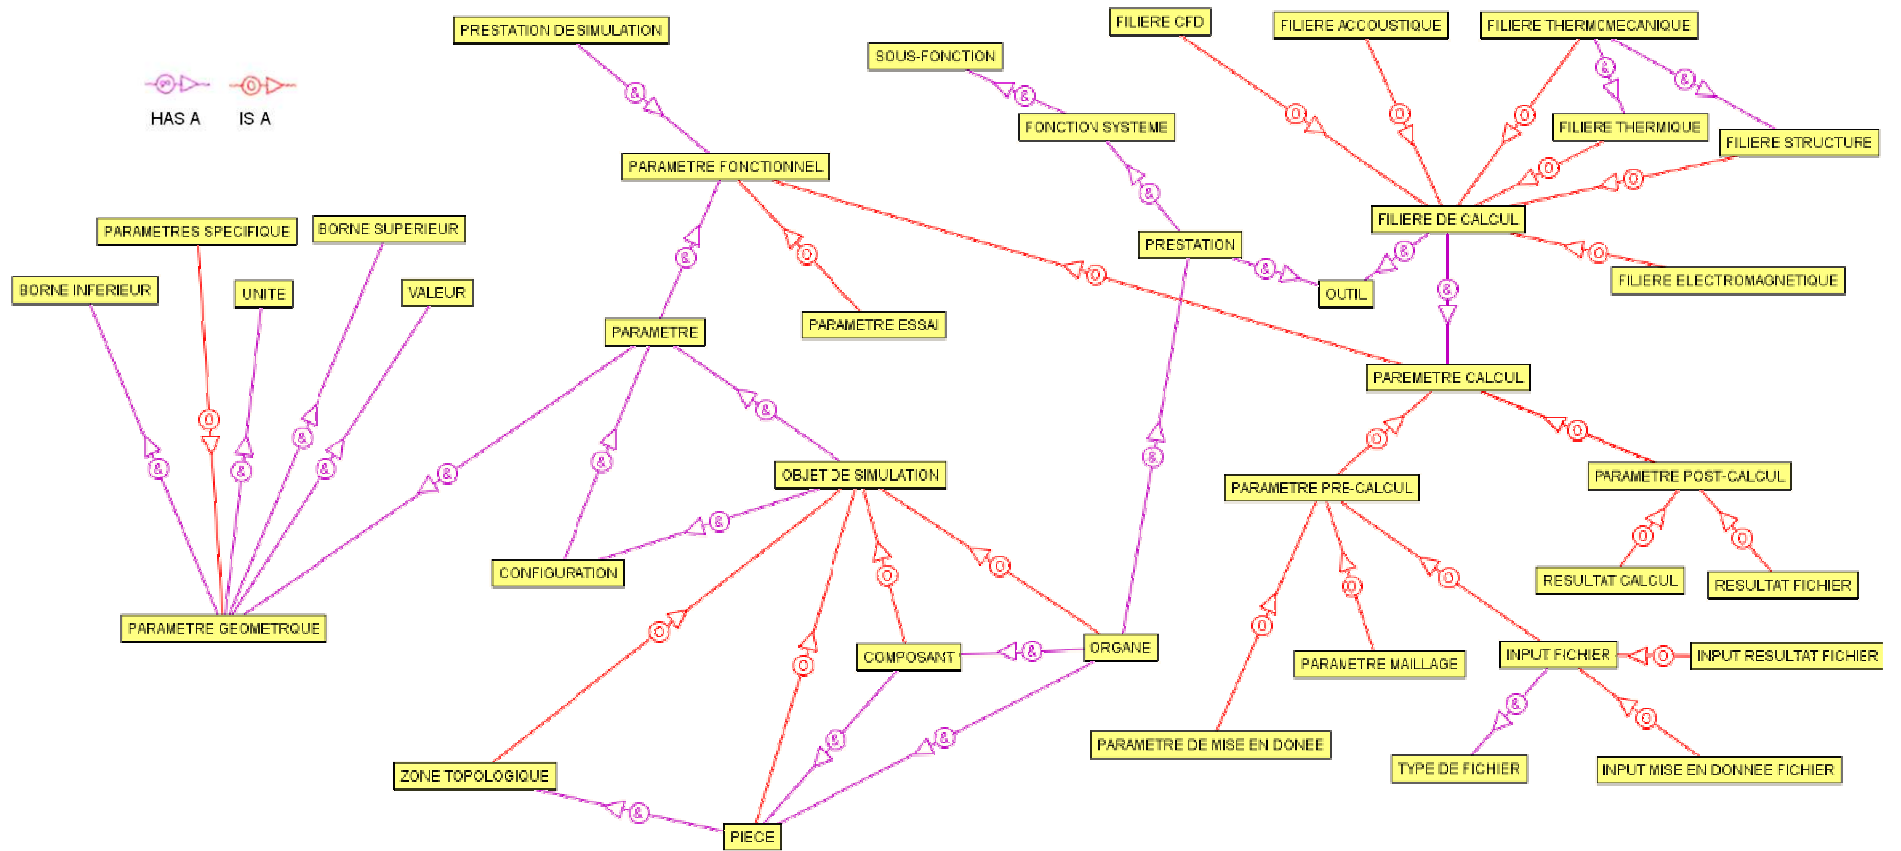 FILIERE CFD
FILIERE ACCOUSTIQUE
FILIERE THERMOMECANIQUE
PRESTATION DE SIMULATION
SOUS-FONCTION
HAS A
IS A
FONCTION SYSTEME
FILIERE THERMIQUE
FILIERE STRUCTURE
PARAMETRE FONCTIONNEL
FILIERE DE CALCUL
PARAMETRES SPECIFIQUE
BORNE SUPERIEUR
PRESTATION
FILIERE ELECTROMAGNETIQUE
BORNE INFERIEUR
UNITE
VALEUR
OUTIL
PARAMETRE
PARAMETRE ESSAI
PAREMETRE CALCUL
OBJET DE SIMULATION
PARAMETRE PRE-CALCUL
PARAMETRE POST-CALCUL
CONFIGURATION
RESULTAT CALCUL
RESULTAT FICHIER
PARAMETRE GEOMETRQUE
COMPOSANT
ORGANE
PARAMETRE MAILLAGE
INPUT FICHIER
INPUT RESULTAT FICHIER
PARAMETRE DE MISE EN DONEE
ZONE TOPOLOGIQUE
TYPE DE FICHIER
INPUT MISE EN DONNEE FICHIER
PIECE